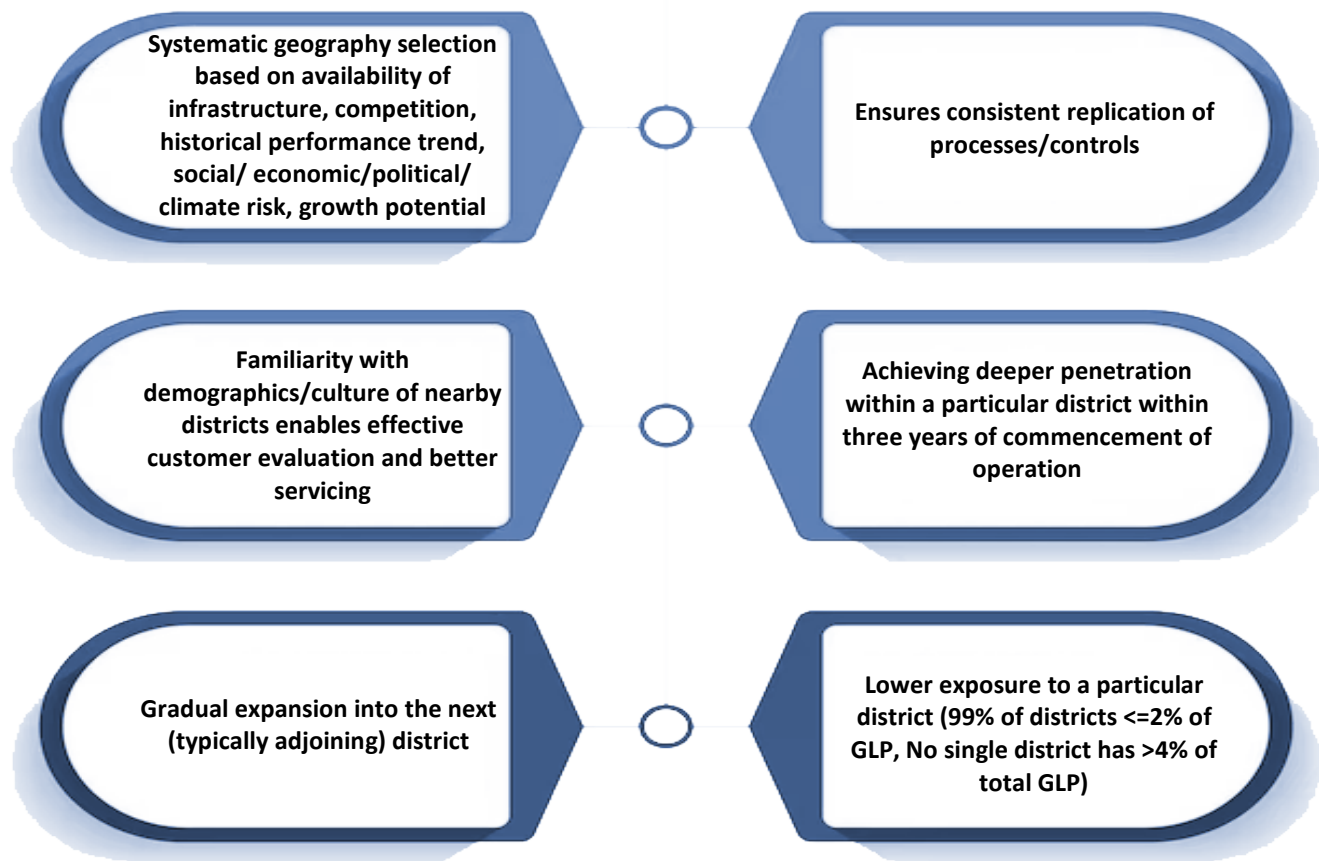 Systematic geography selection
based on availability of
infrastructure, competition,
historical performance trend,
social/ economic/political/
climate risk, growth potential
Ensures consistent replication of
processes/controls
Familiarity with
demographics/culture of nearby
districts enables effective
customer evaluation and better
servicing
Achieving deeper penetration
within a particular district within
three years of commencement of
operation
Gradual expansion into the next
(typically adjoining) district
Lower exposure to a particular
district (99% of districts <=2% of
GLP, No single district has >4% of
total GLP)